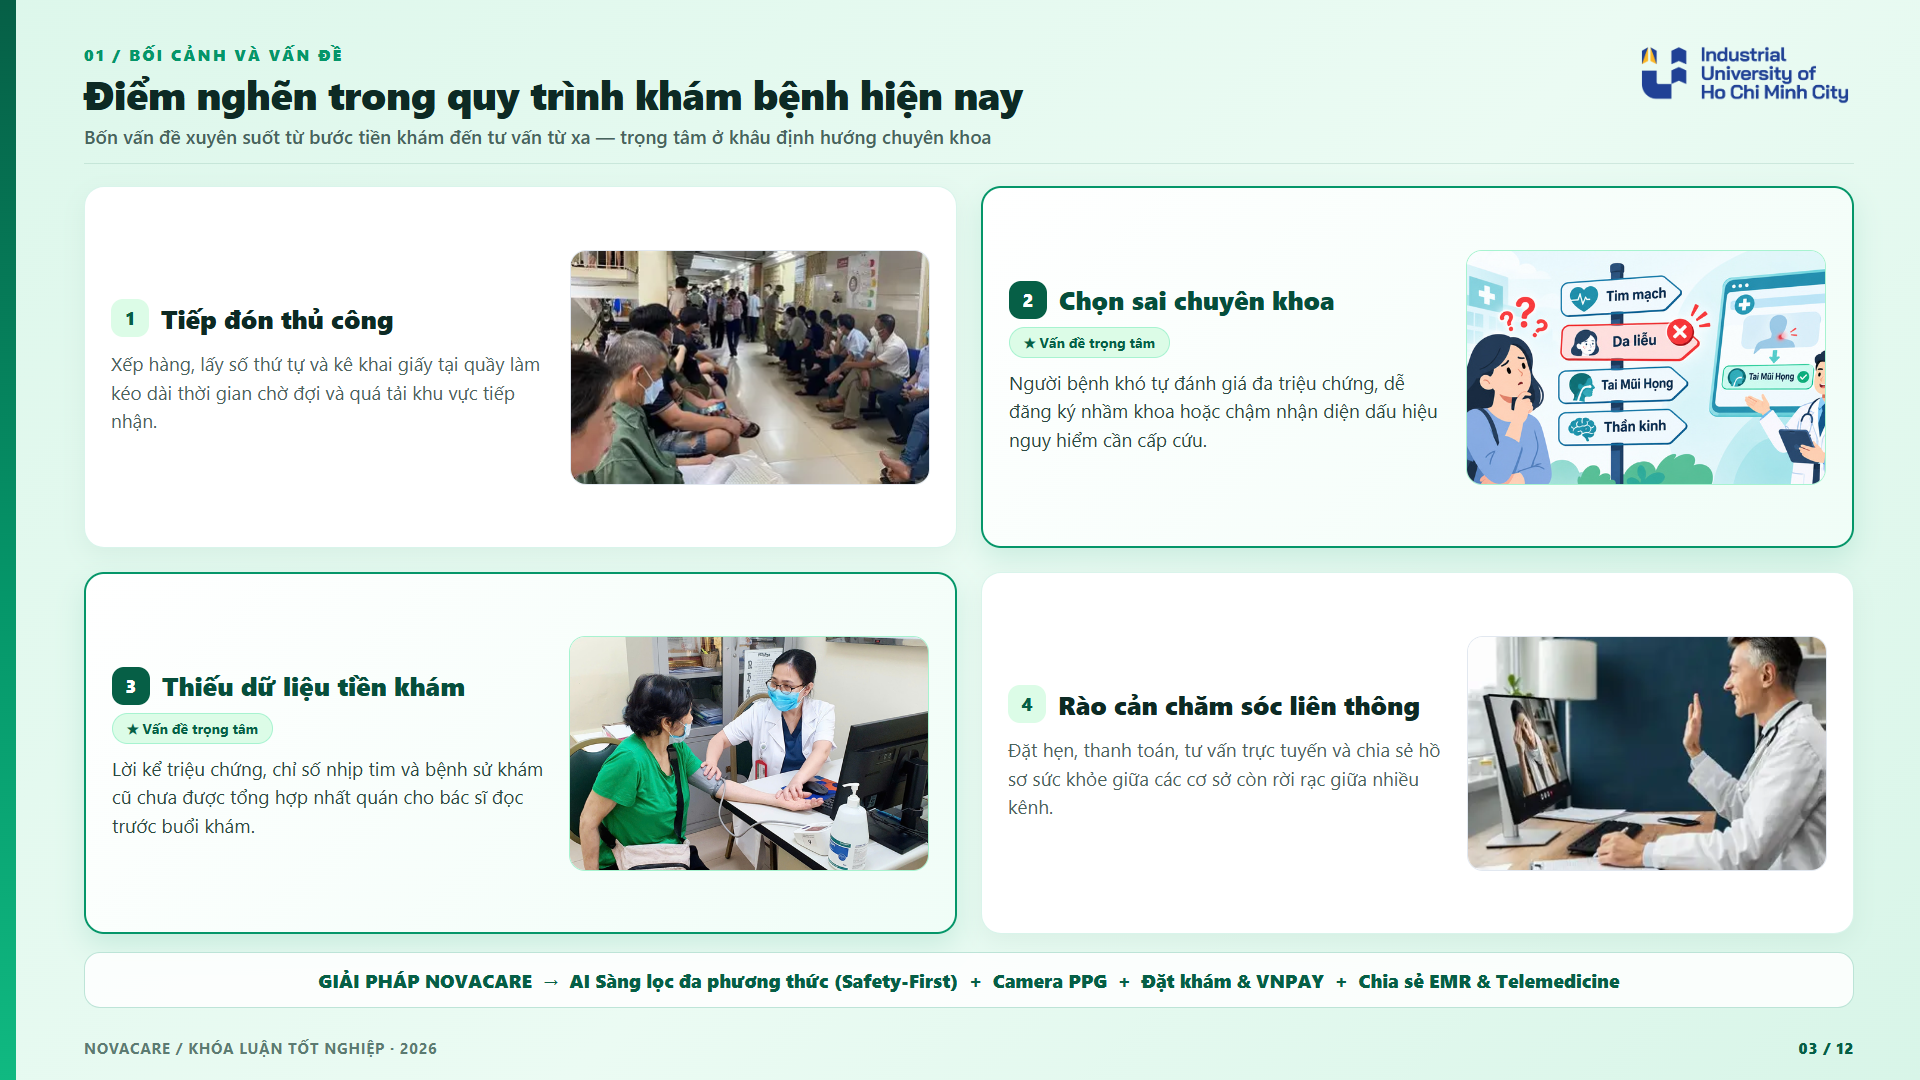 01 / BỐI CẢNH VÀ VẤN ĐỀ
Điểm nghẽn trong quy trình khám bệnh hiện nay
Bốn vấn đề xuyên suốt từ bước tiền khám đến tư vấn từ xa — trọng tâm ở khâu định hướng chuyên khoa
Industrial
University of
Ho Chi Minh City
1 Tiếp đón thủ công
Xếp hàng, lấy số thứ tự và kê khai giấy tại quầy làm
kéo dài thời gian chờ đợi và quá tải khu vực tiếp
nhận.
2 Chọn sai chuyên khoa
★ Vấn đề trọng tâm
Người bệnh khó tự đánh giá đa triệu chứng, dễ
đăng ký nhầm khoa hoặc chậm nhận diện dấu hiệu
nguy hiểm cần cấp cứu.
???
Tim mạch
Da liễu
Tai Mũi Họng
Thần kinh
Tai Mũi Họng
3 Thiếu dữ liệu tiền khám
★ Vấn đề trọng tâm
Lời kể triệu chứng, chỉ số nhịp tim và bệnh sử khám
cũ chưa được tổng hợp nhất quán cho bác sĩ đọc
trước buổi khám.
4 Rào cản chăm sóc liên thông
Đặt hẹn, thanh toán, tư vấn trực tuyến và chia sẻ hồ
sơ sức khỏe giữa các cơ sở còn rời rạc giữa nhiều
kênh.
GIẢI PHÁP NOVACARE → AI Sàng lọc đa phương thức (Safety-First) + Camera PPG + Đặt khám & VNPAY + Chia sẻ EMR & Telemedicine
NOVACARE / KHÓA LUẬN TỐT NGHIỆP · 2026
03 / 12